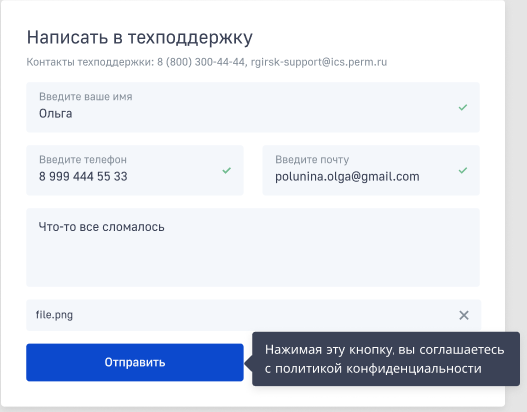 Написать в техподдержку
Контакты техподдержки: 8 (800) 300-44-44, rgirsk-support@ics.perm.ru
Введите ваше имя
Ольга
Введите телефон
8 999 444 55 33
Введите почту
polunina.olga@gmail.com
Что-то все сломалось
file.png
Отправить
Нажимая эту кнопку, вы соглашаетесь
с политикой конфиденциальности